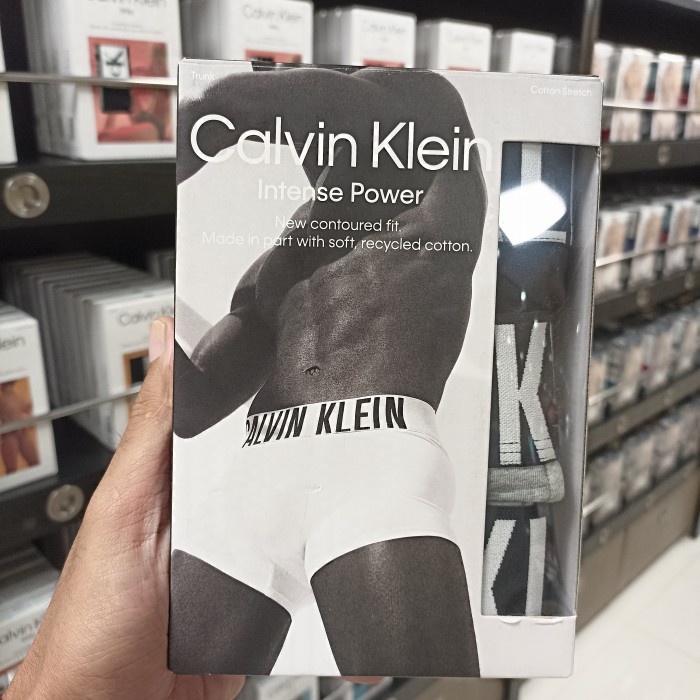 Trunk
Cotton Stretch
Calvin Klein
Intense Power
New contoured fit.
Made in part with soft, recycled cotton.
CALVIN KLEIN
K